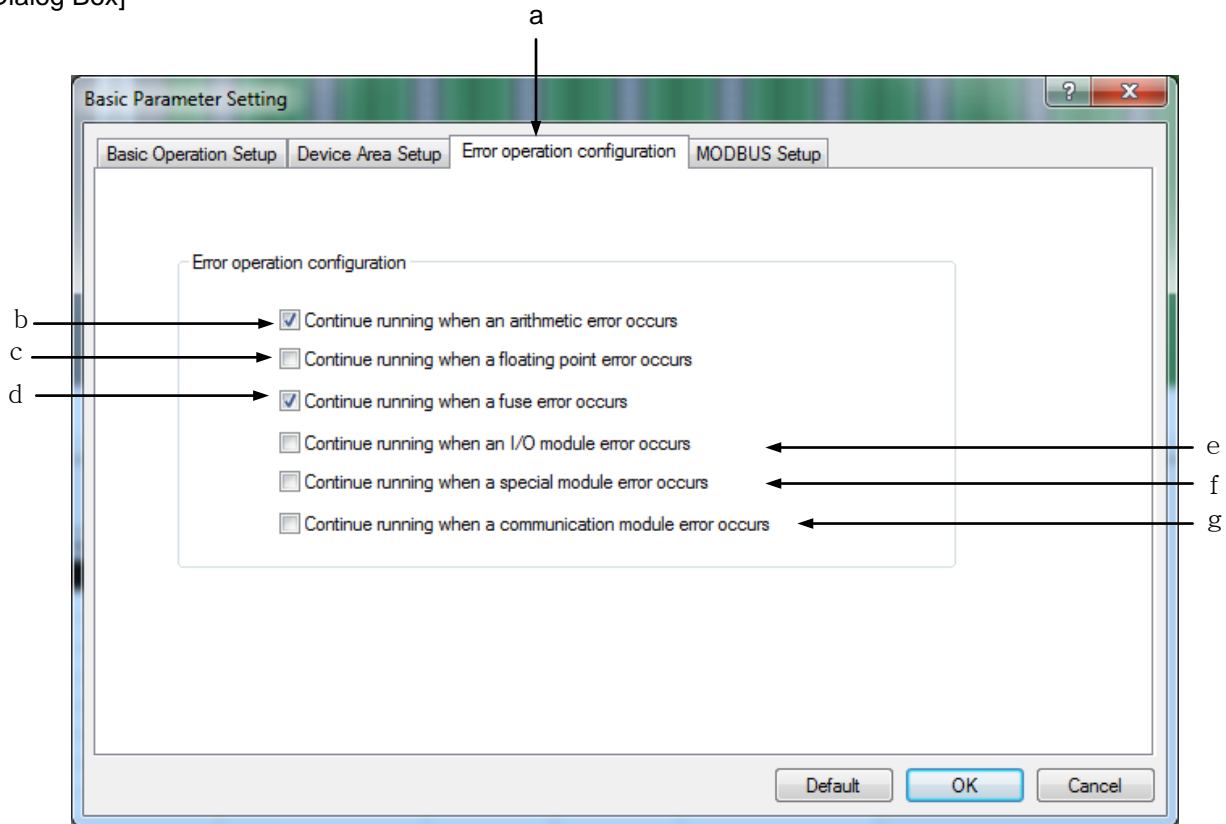 Dialog Box]
a
Basic Parameter Setting
?
X
Basic Operation Setup
Device Area Setup
Error operation configuration
MODBUS Setup
Error operation configuration
b
Continue running when an arithmetic error occurs
c
Continue running when a floating point error occurs
d
Continue running when a fuse error occurs
Continue running when an I/O module error occurs
e
Continue running when a special module error occurs
f
Continue running when a communication module error occurs
g
Default
OK
Cancel